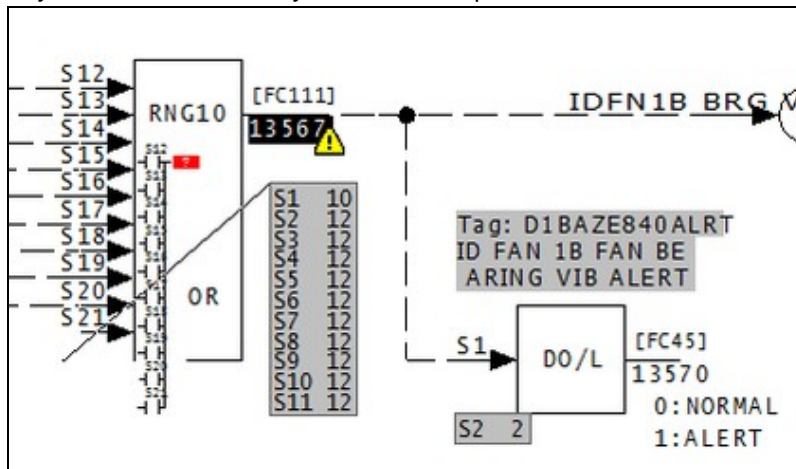 S12
S13
S14
S15
S16
S17
S18
S19
S20
S21
RNG10
OR
S12
?
[FC111]
13567
IDFN1B BRG V
S1 10
S2 12
S3 12
S4 12
S5 12
S6 12
S7 12
S8 12
S9 12
S10 12
S11 12
Tag: D1BAZE840ALRT
ID FAN 1B FAN BE
ARING VIB ALERT
S1
DO/L
[FC45]
13570
S2 2
0:NORMAL
1:ALERT